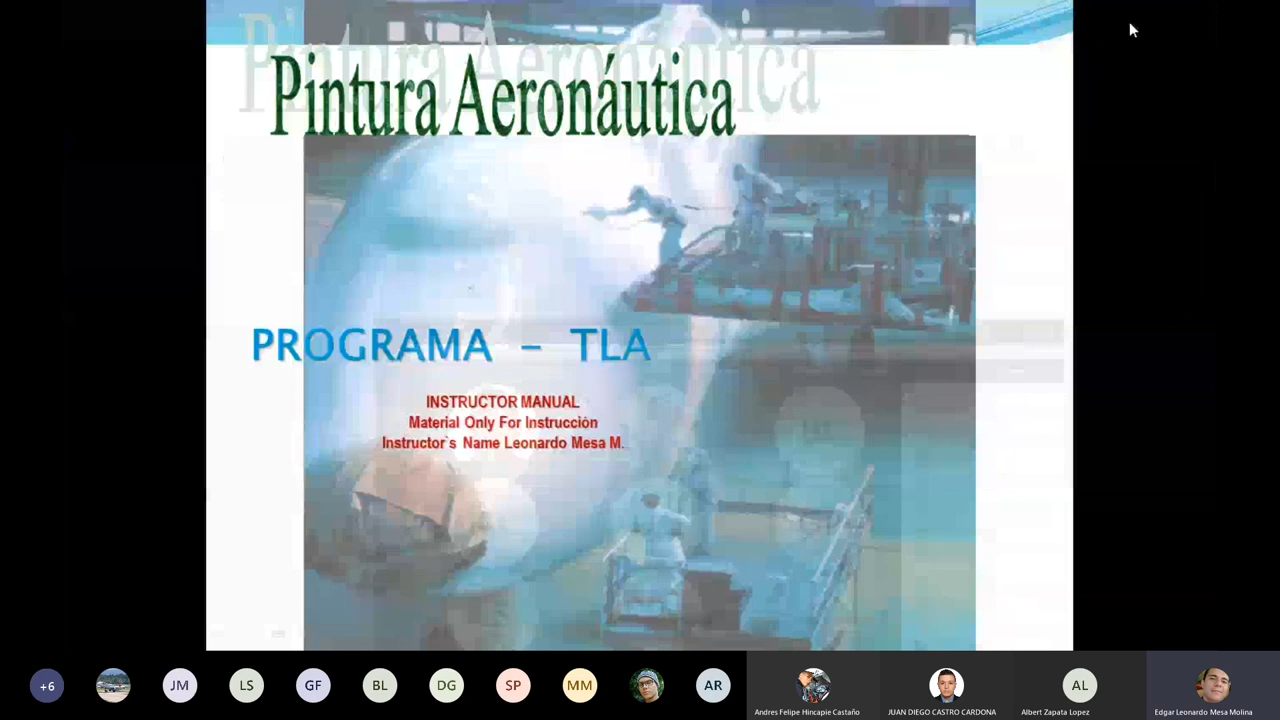 Pintura Aeronáutica
PROGRAMA – TLA
INSTRUCTOR MANUAL
Material Only For Instrucción
Instructor`s Name Leonardo Mesa M.
+6
JM
LS
GF
BL
DG
SP
MM
AR
AL
Andres Felipe Hincapie Castaño
JUAN DIEGO CASTRO CARDONA
Albert Zapata Lopez
Edgar Leonardo Mesa Molina